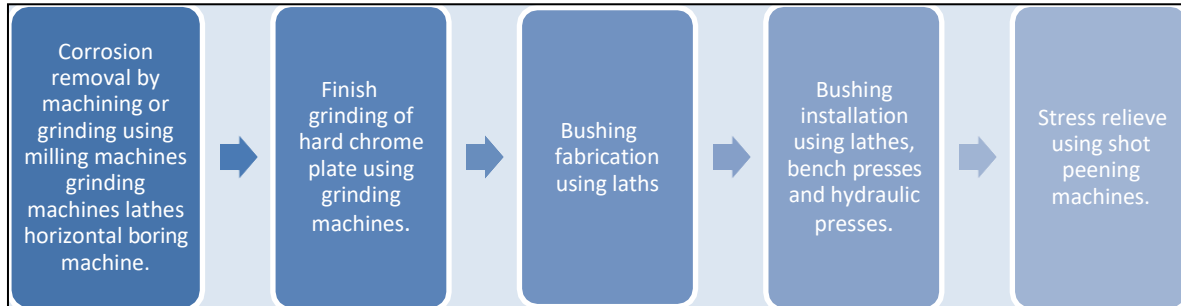 Corrosion
removal by
machining or
grinding using
milling machines
grinding
machines lathes
horizontal boring
machine.
Finish
grinding of
hard chrome
plate using
grinding
machines.
Bushing
fabrication
using laths
Bushing
installation
using lathes,
bench presses
and hydraulic
presses.
Stress relieve
using shot
peening
machines.